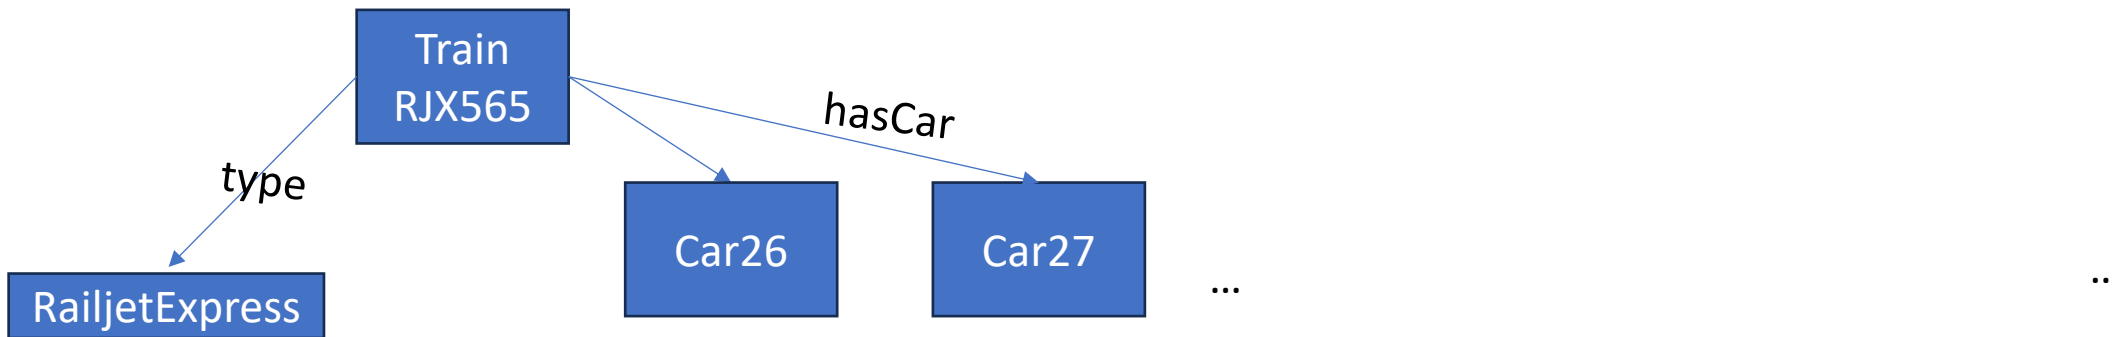 Train
RJX565
hasCar
type
Car26
Car27
...
..
RailjetExpress